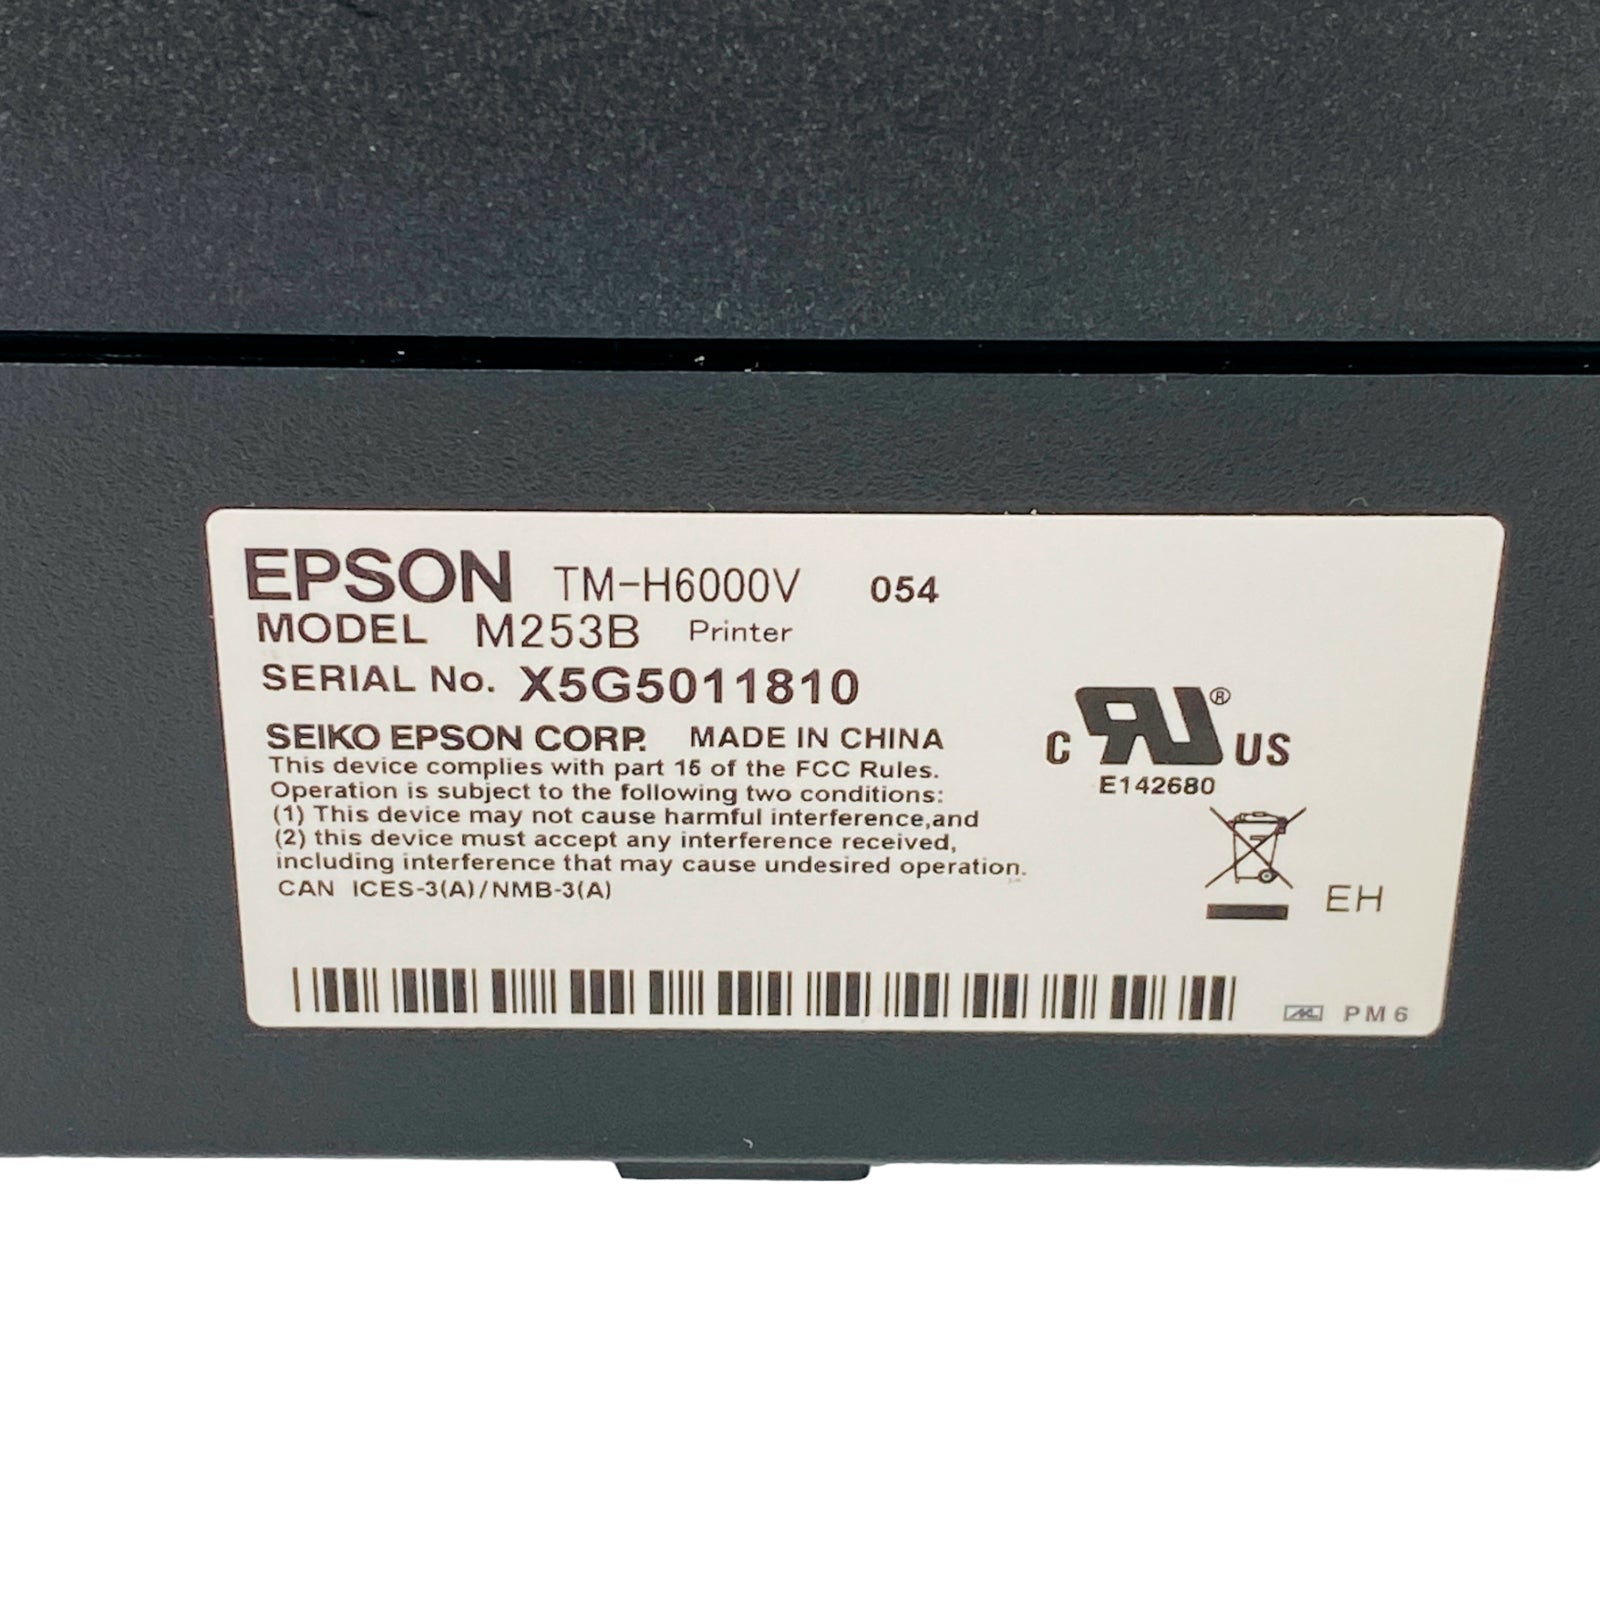 EPSON TM-H6000V 054
MODEL M253B Printer
SERIAL No. X5G5011810
SEIKO EPSON CORP. MADE IN CHINA
This device complies with part 15 of the FCC Rules.
Operation is subject to the following two conditions:
(1) This device may not cause harmful interference,and
(2) this device must accept any interference received,
including interference that may cause undesired operation.
CAN ICES-3(A)/NMB-3(A)
C RU® US
E142680
EH
PM6